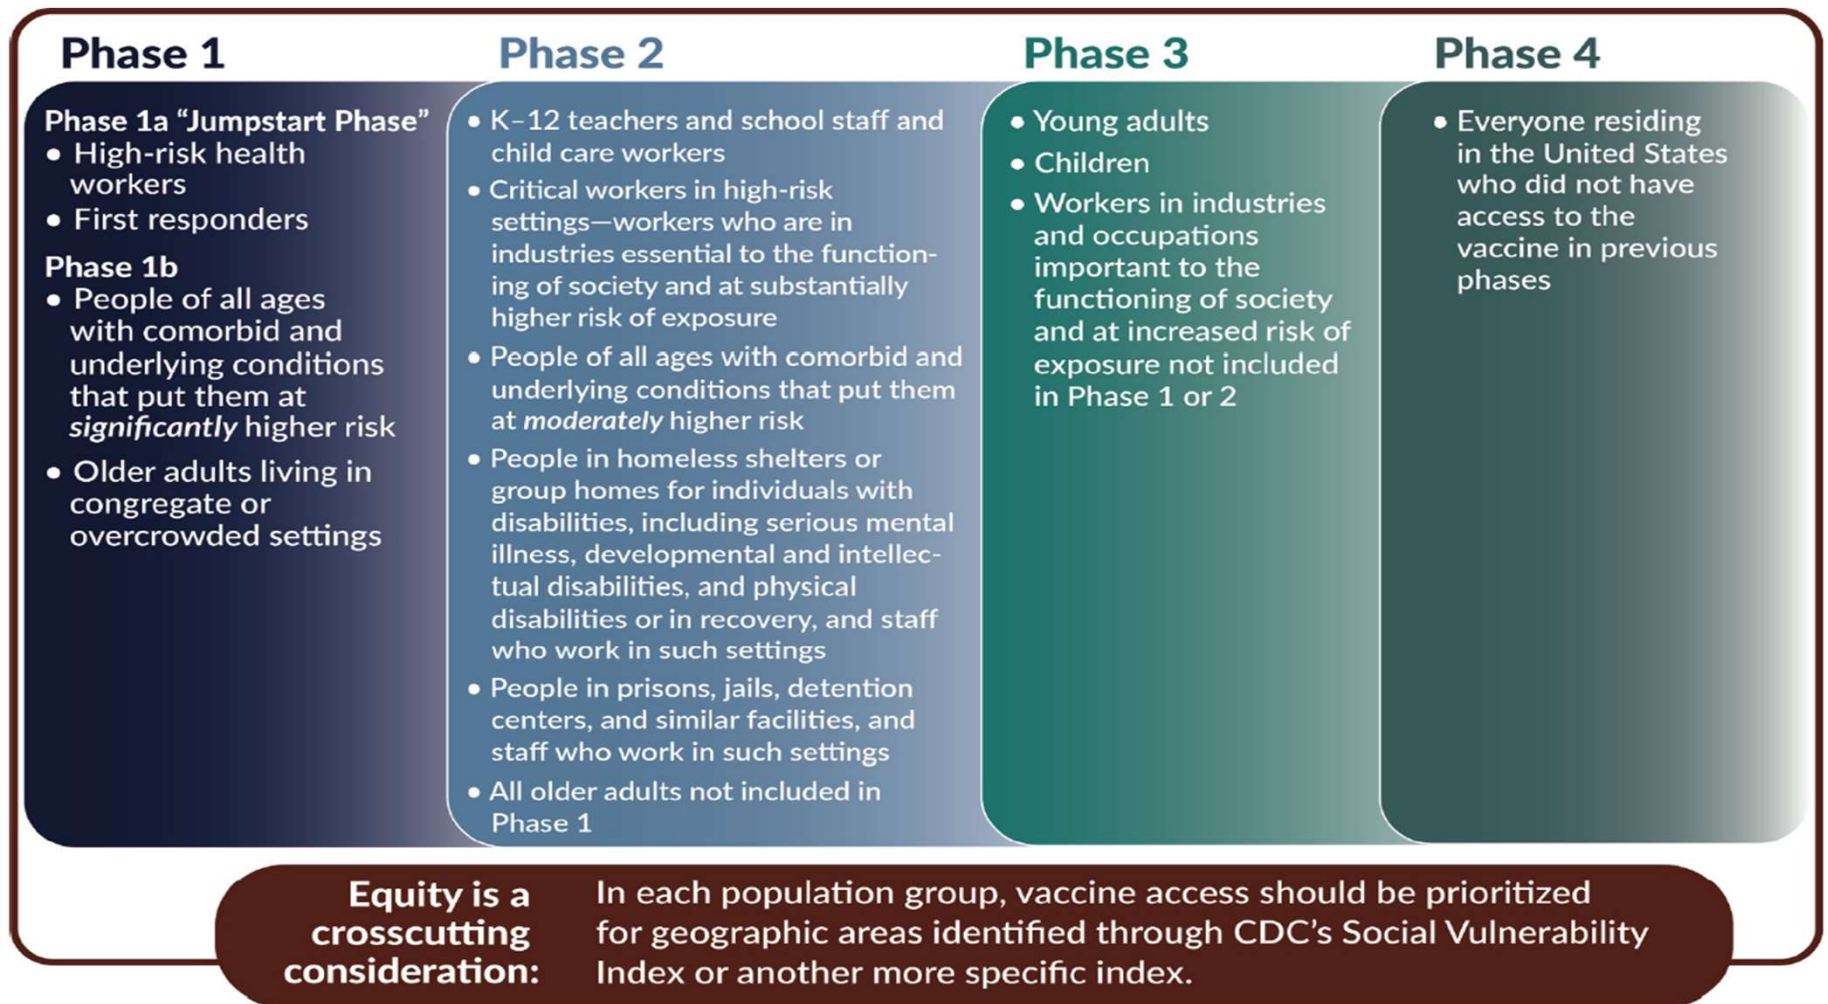 Phase 1
Phase 1a “Jumpstart Phase”
• High-risk health
workers
• First responders
Phase 1b
• People of all ages
with comorbid and
underlying conditions
that put them at
significantly higher risk
• Older adults living in
congregate or
overcrowded settings
Phase 2
• K–12 teachers and school staff and
child care workers
• Critical workers in high-risk
settings—workers who are in
industries essential to the function-
ing of society and at substantially
higher risk of exposure
• People of all ages with comorbid and
underlying conditions that put them
at moderately higher risk
• People in homeless shelters or
group homes for individuals with
disabilities, including serious mental
illness, developmental and intellec-
tual disabilities, and physical
disabilities or in recovery, and staff
who work in such settings
• People in prisons, jails, detention
centers, and similar facilities, and
staff who work in such settings
• All older adults not included in
Phase 1
Phase 3
• Young adults
• Children
• Workers in industries
and occupations
important to the
functioning of society
and at increased risk of
exposure not included
in Phase 1 or 2
Phase 4
• Everyone residing
in the United States
who did not have
access to the
vaccine in previous
phases
Equity is a
crosscutting
consideration:
In each population group, vaccine access should be prioritized
for geographic areas identified through CDC’s Social Vulnerability
Index or another more specific index.